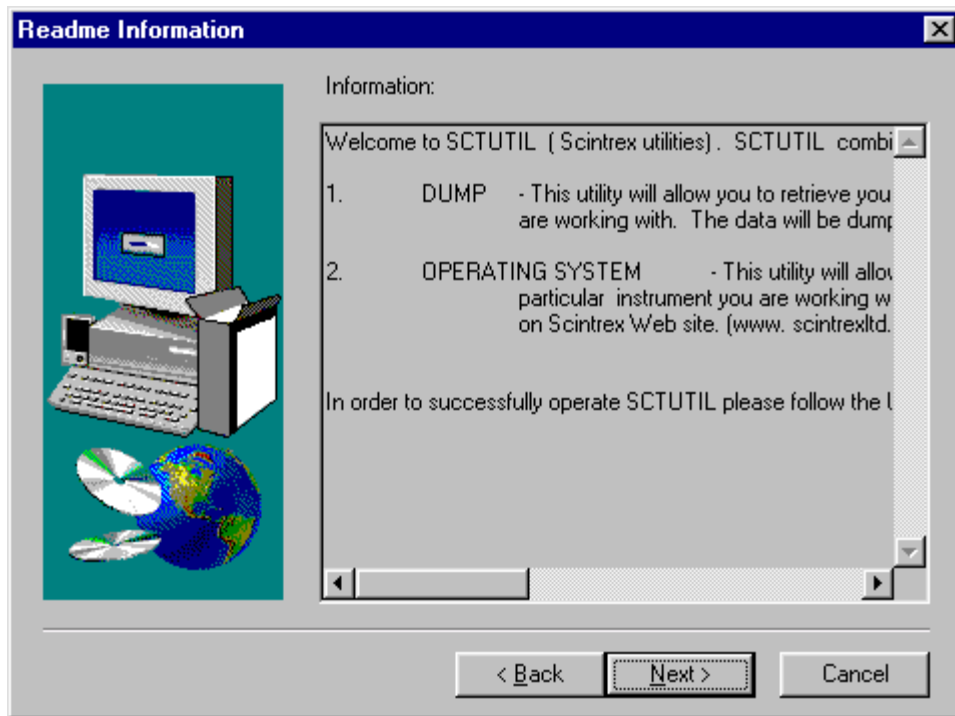 Readme Information
Information:
Welcome to SCTUTIL ( Scintrex utilities). SCTUTIL combi
1. DUMP - This utility will allow you to retrieve you
are working with. The data will be dump
2. OPERATING SYSTEM - This utility will allow
particular instrument you are working w
on Scintrex Web site. (www. scintrexltd.
In order to successfully operate SCTUTIL please follow the
< Back
Next >
Cancel